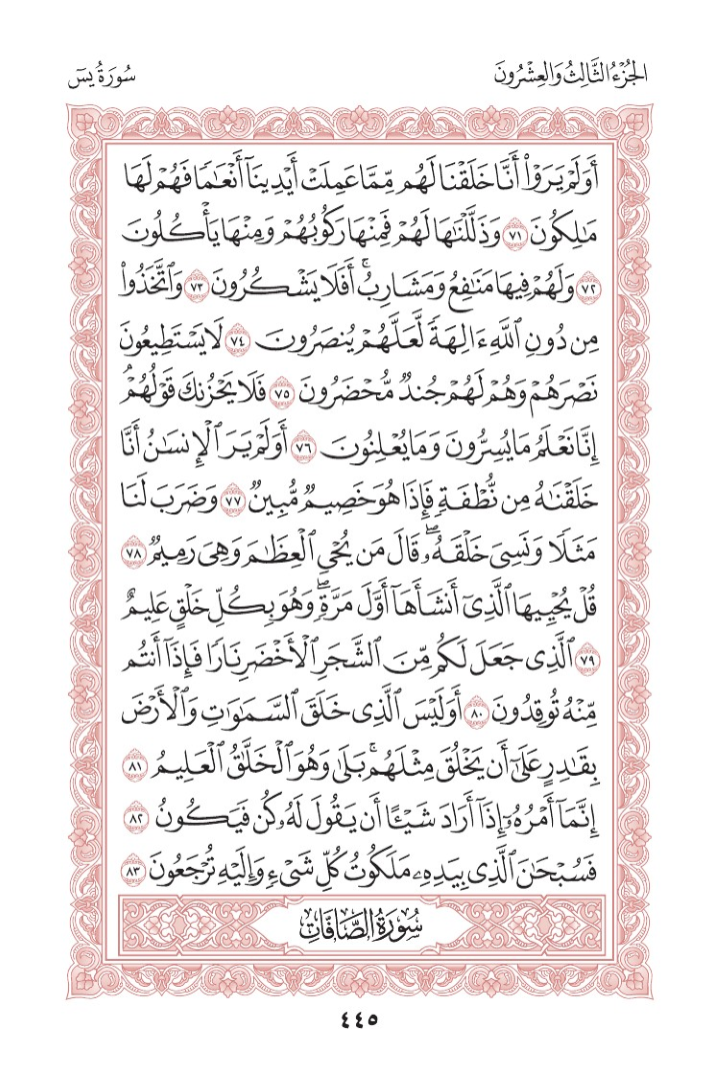 الجُزْءُ الثَّالِثُ وَالعِشْرُونَ
سُورَةُ يسٓ
أَوَلَمْ يَرَوْا۟ أَنَّا خَلَقْنَا لَهُم مِّمَّا عَمِلَتْ أَيْدِينَآ أَنْعَٰمًا فَهُمْ لَهَا
مَٰلِكُونَ ٧١ وَذَلَّلْنَٰهَا لَهُمْ فَمِنْهَا رَكُوبُهُمْ وَمِنْهَا يَأْكُلُونَ
٧٢ وَلَهُمْ فِيهَا مَنَٰفِعُ وَمَشَارِبُ ۚ أَفَلَا يَشْكُرُونَ ٧٣ وَٱتَّخَذُوا۟
مِن دُونِ ٱللَّهِ ءَالِهَةً لَّعَلَّهُمْ يُنصَرُونَ ٧٤ لَا يَسْتَطِيعُونَ
نَصْرَهُمْ وَهُمْ لَهُمْ جُندٌ مُّحْضَرُونَ ٧٥ فَلَا يَحْزُنكَ قَوْلُهُمْ
إِنَّا نَعْلَمُ مَا يُسِرُّونَ وَمَا يُعْلِنُونَ ٧٦ أَوَلَمْ يَرَ ٱلْإِنسَٰنُ أَنَّا
خَلَقْنَٰهُ مِن نُّطْفَةٍ فَإِذَا هُوَ خَصِيمٌ مُّبِينٌ ٧٧ وَضَرَبَ لَنَا
مَثَلًا وَنَسِىَ خَلْقَهُۥ ۖ قَالَ مَن يُحْىِ ٱلْعِظَٰمَ وَهِىَ رَمِيمٌ ٧٨
قُلْ يُحْيِيهَا ٱلَّذِىٓ أَنشَأَهَآ أَوَّلَ مَرَّةٍ ۖ وَهُوَ بِكُلِّ خَلْقٍ عَلِيمٌ
٧٩ ٱلَّذِى جَعَلَ لَكُم مِّنَ ٱلشَّجَرِ ٱلْأَخْضَرِ نَارًا فَإِذَآ أَنتُم
مِّنْهُ تُوقِدُونَ ٨٠ أَوَلَيْسَ ٱلَّذِى خَلَقَ ٱلسَّمَٰوَٰتِ وَٱلْأَرْضَ
بِقَٰدِرٍ عَلَىٰٓ أَن يَخْلُقَ مِثْلَهُم ۚ بَلَىٰ وَهُوَ ٱلْخَلَّٰقُ ٱلْعَلِيمُ ٨١
إِنَّمَآ أَمْرُهُۥٓ إِذَآ أَرَادَ شَيْـًٔا أَن يَقُولَ لَهُۥ كُن فَيَكُونُ ٨٢
فَسُبْحَٰنَ ٱلَّذِى بِيَدِهِۦ مَلَكُوتُ كُلِّ شَىْءٍ وَإِلَيْهِ تُرْجَعُونَ ٨٣
سُورَةُ الصَّافَّاتِ
٤٤٥